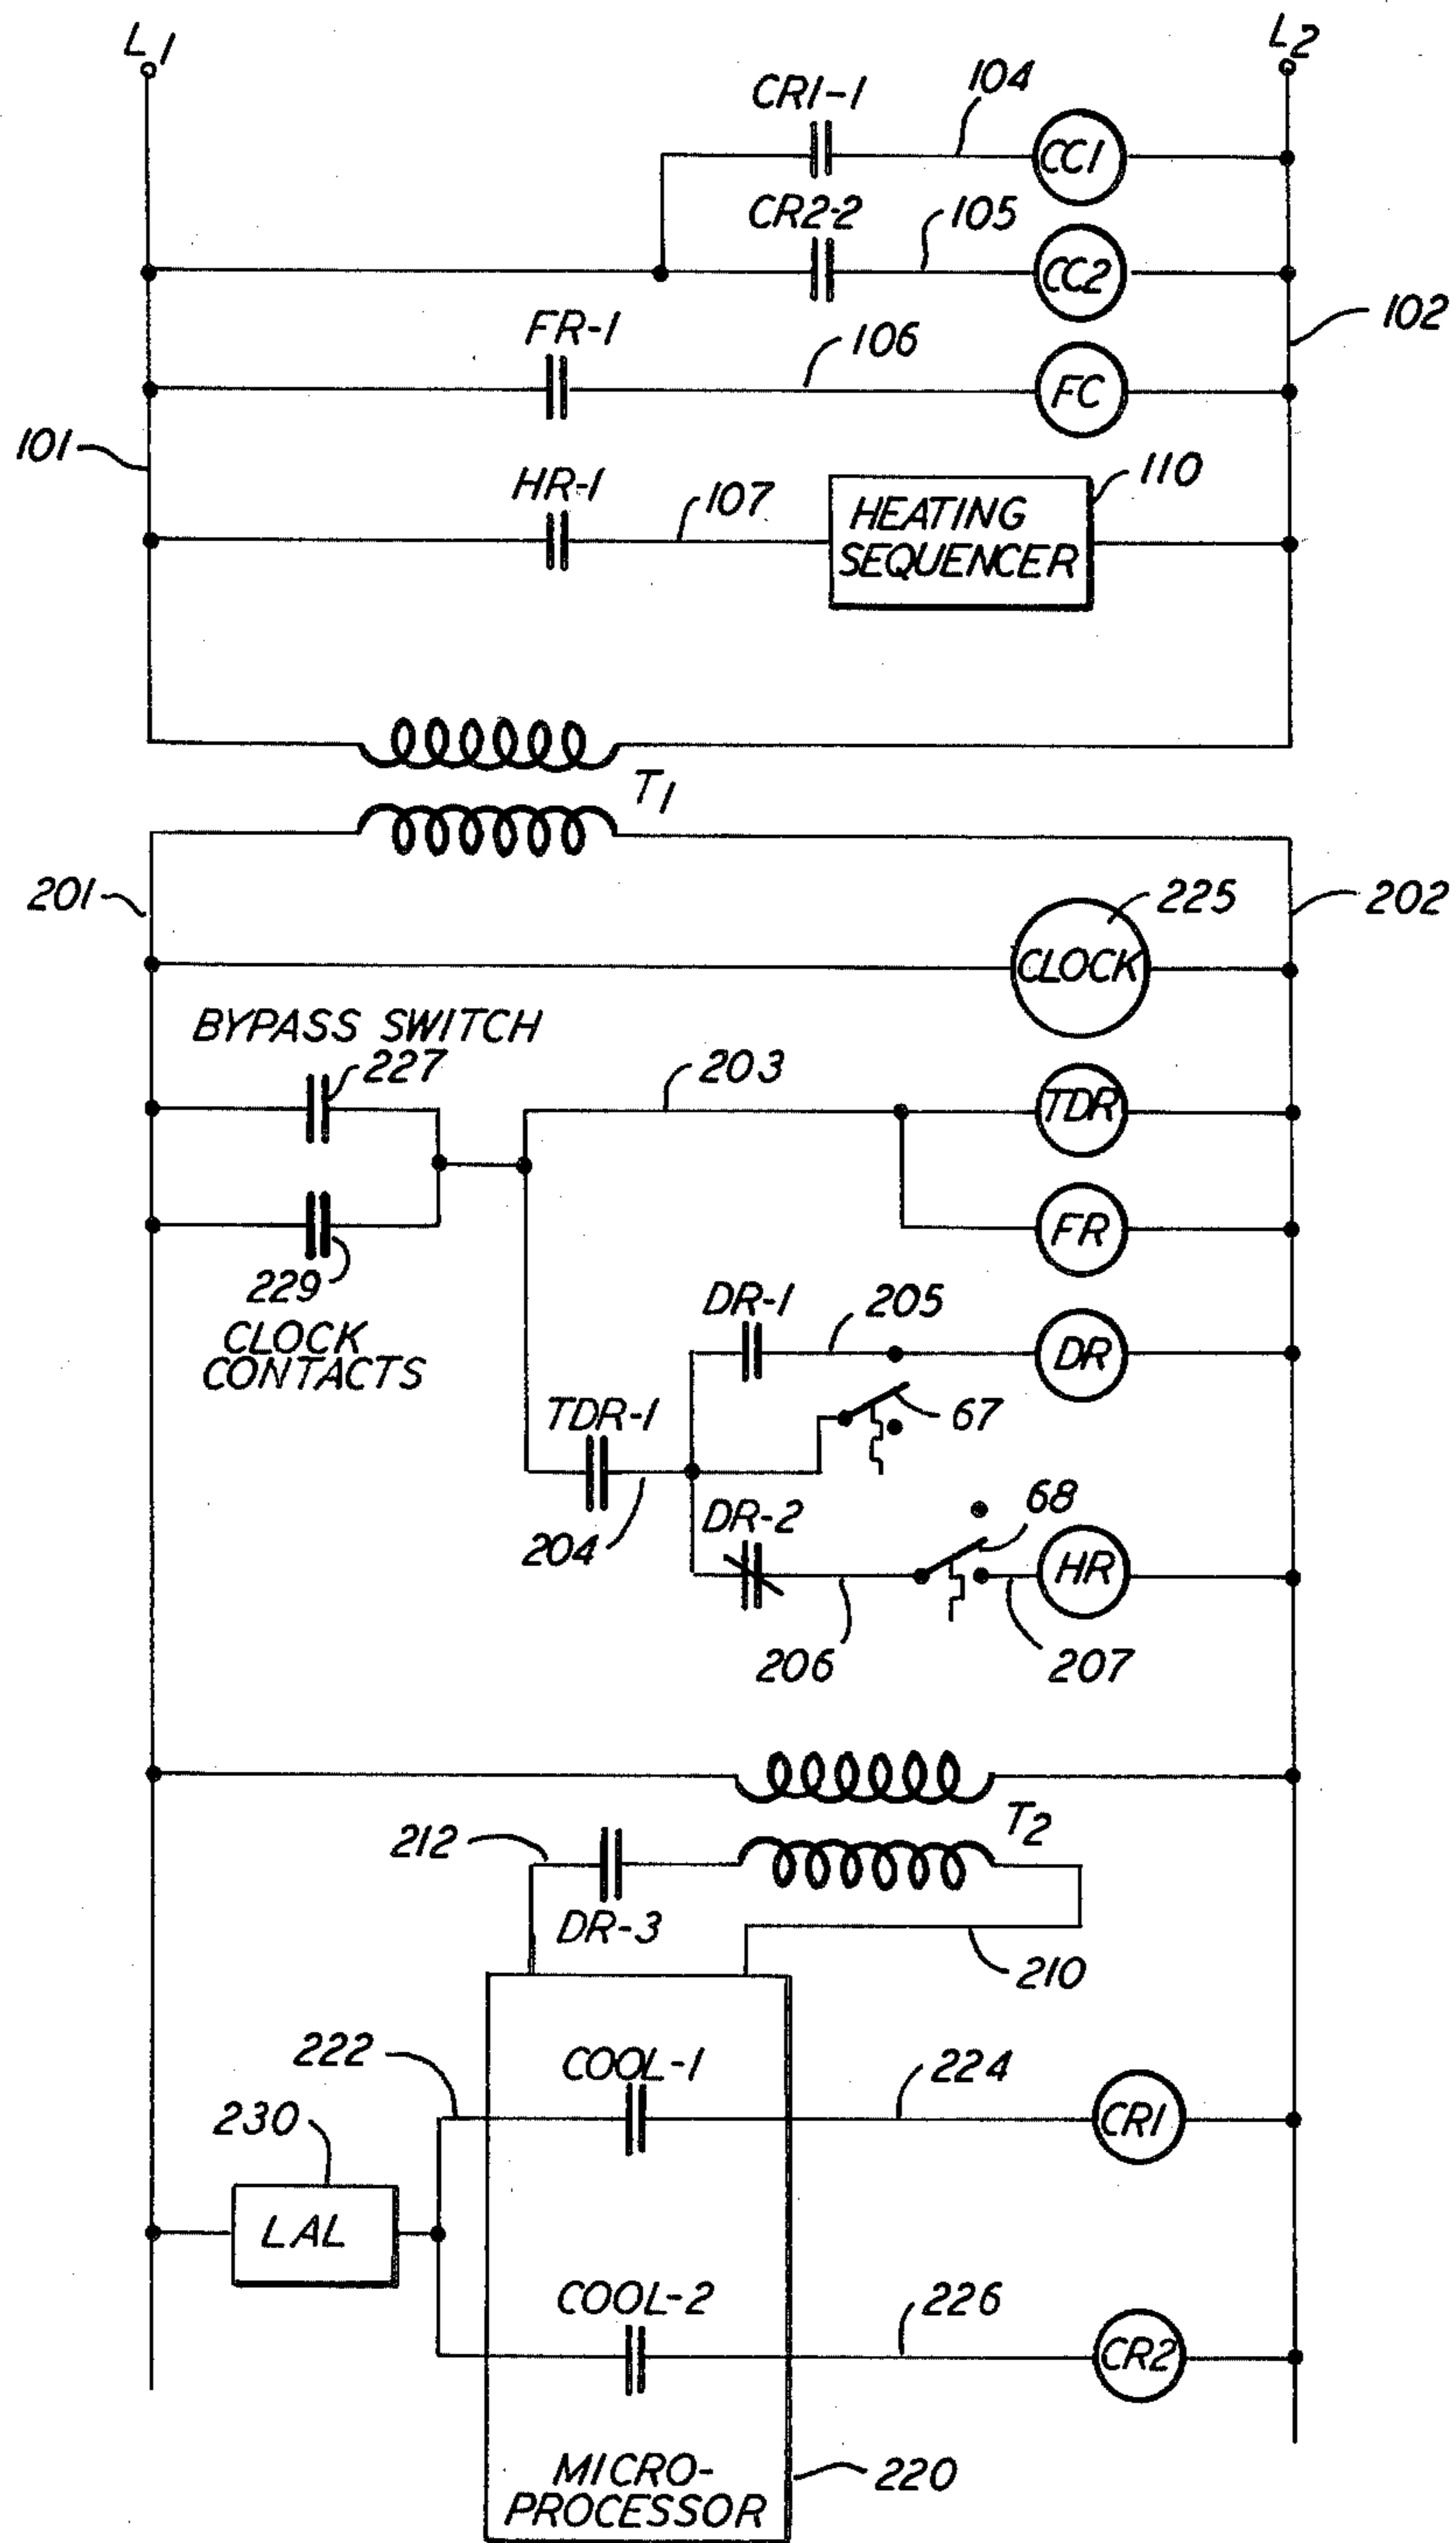 L1
L2
CR1-1
104
CC1
CR2-2
105
CC2
102
FR-1
106
FC
101
HR-1
107
110
HEATING
SEQUENCER
T1
201
202
225
CLOCK
BYPASS SWITCH
227
203
TDR
FR
229
CLOCK
CONTACTS
DR-1
205
DR
67
TDR-1
204
DR-2
68
HR
206
207
T2
212
DR-3
210
222
COOL-1
224
CR1
230
LAL
COOL-2
226
CR2
MICRO-
PROCESSOR
220